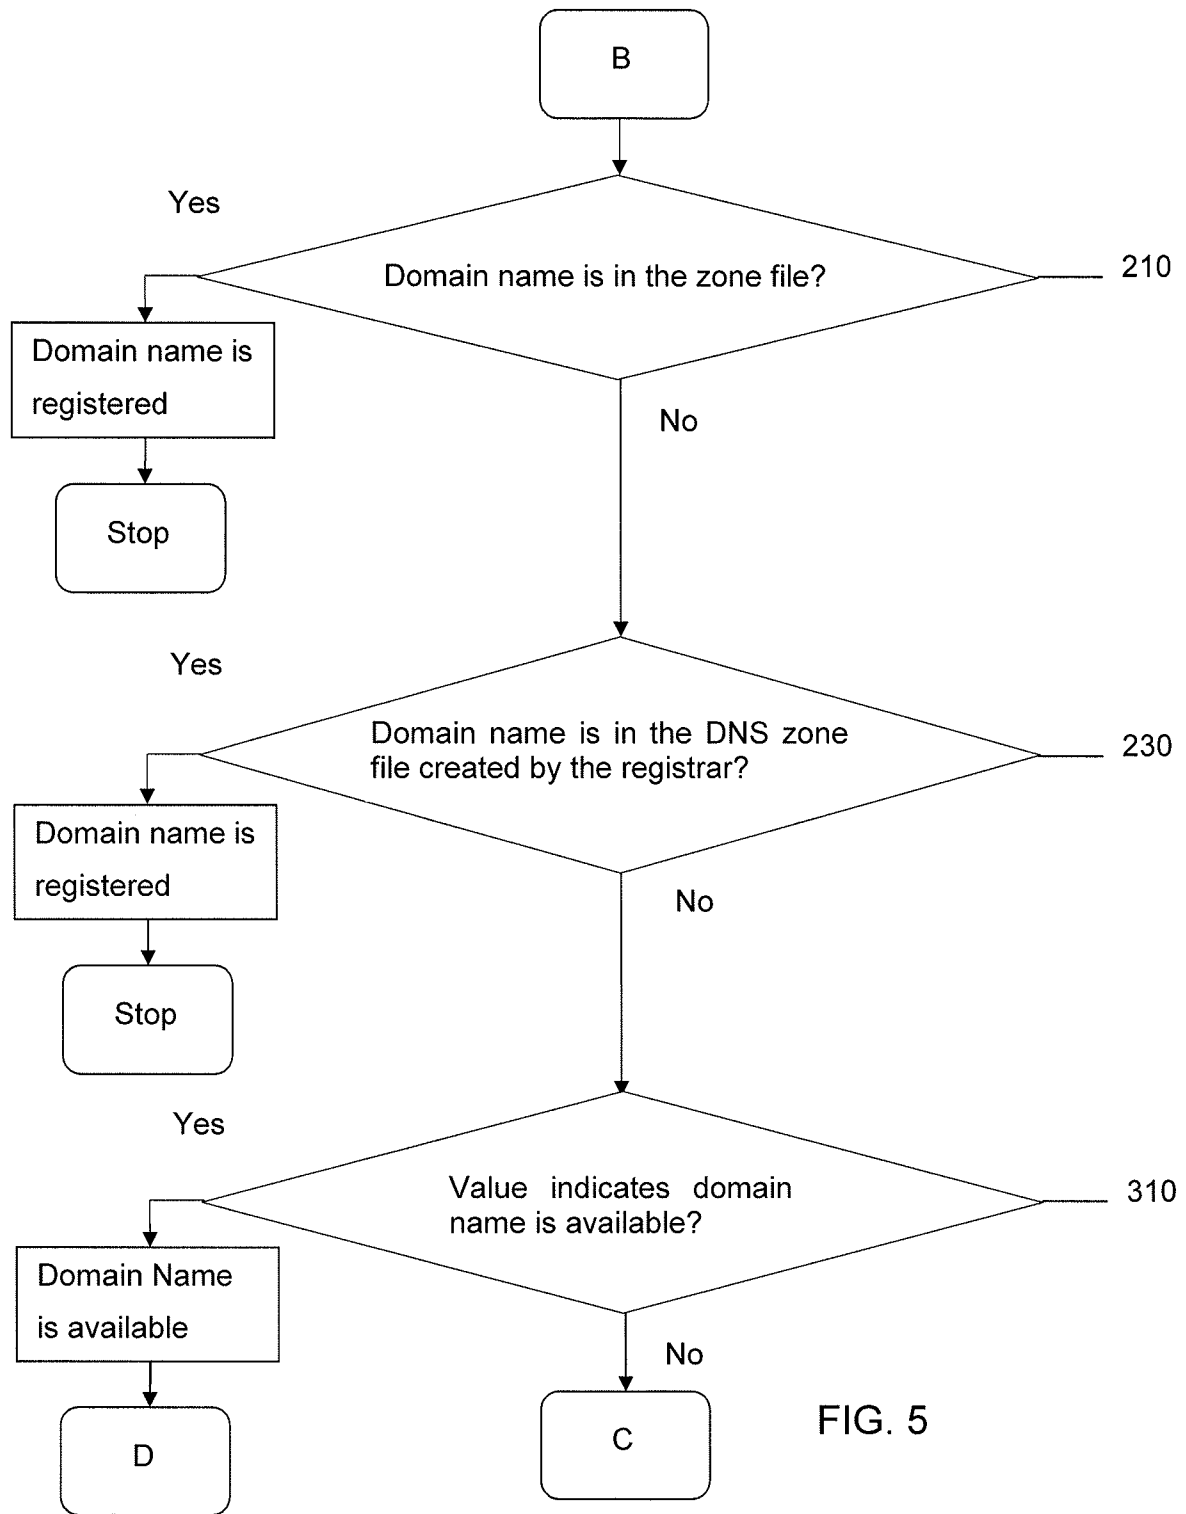 B
Yes
Domain name is in the zone file?
210
Domain name is
registered
No
Stop
Yes
Domain name is in the DNS zone
file created by the registrar?
230
Domain name is
registered
No
Stop
Yes
Value indicates domain
name is available?
310
Domain Name
is available
No
D
C
FIG. 5